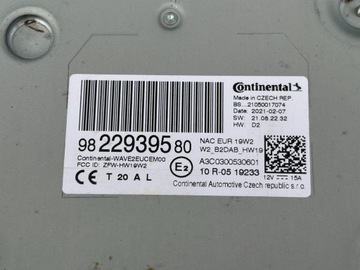 Continental
Made in CZECH REP.
BS...21050017074
Date: 2021-02-07
SW: 21.08.22.32
HW: D2
98 229395 80
NAC EUR 19W2
W2_B2DAB_HW19
Continental-WAVE2EUCEM00
FCC ID: ZPW-HW19W2
E2
A3C0300530601
10 R-05 19233
CE T 20 A L
12V 15A
Continental Automotive Czech republic s.r.o.